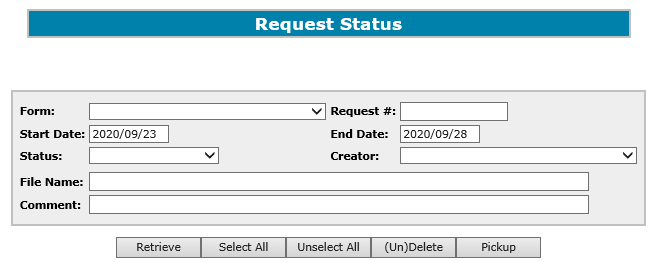 Request Status
Form: Request #:
Start Date: 2020/09/23 End Date: 2020/09/28
Status: Creator:
File Name:
Comment:
Retrieve Select All Unselect All (Un)Delete Pickup